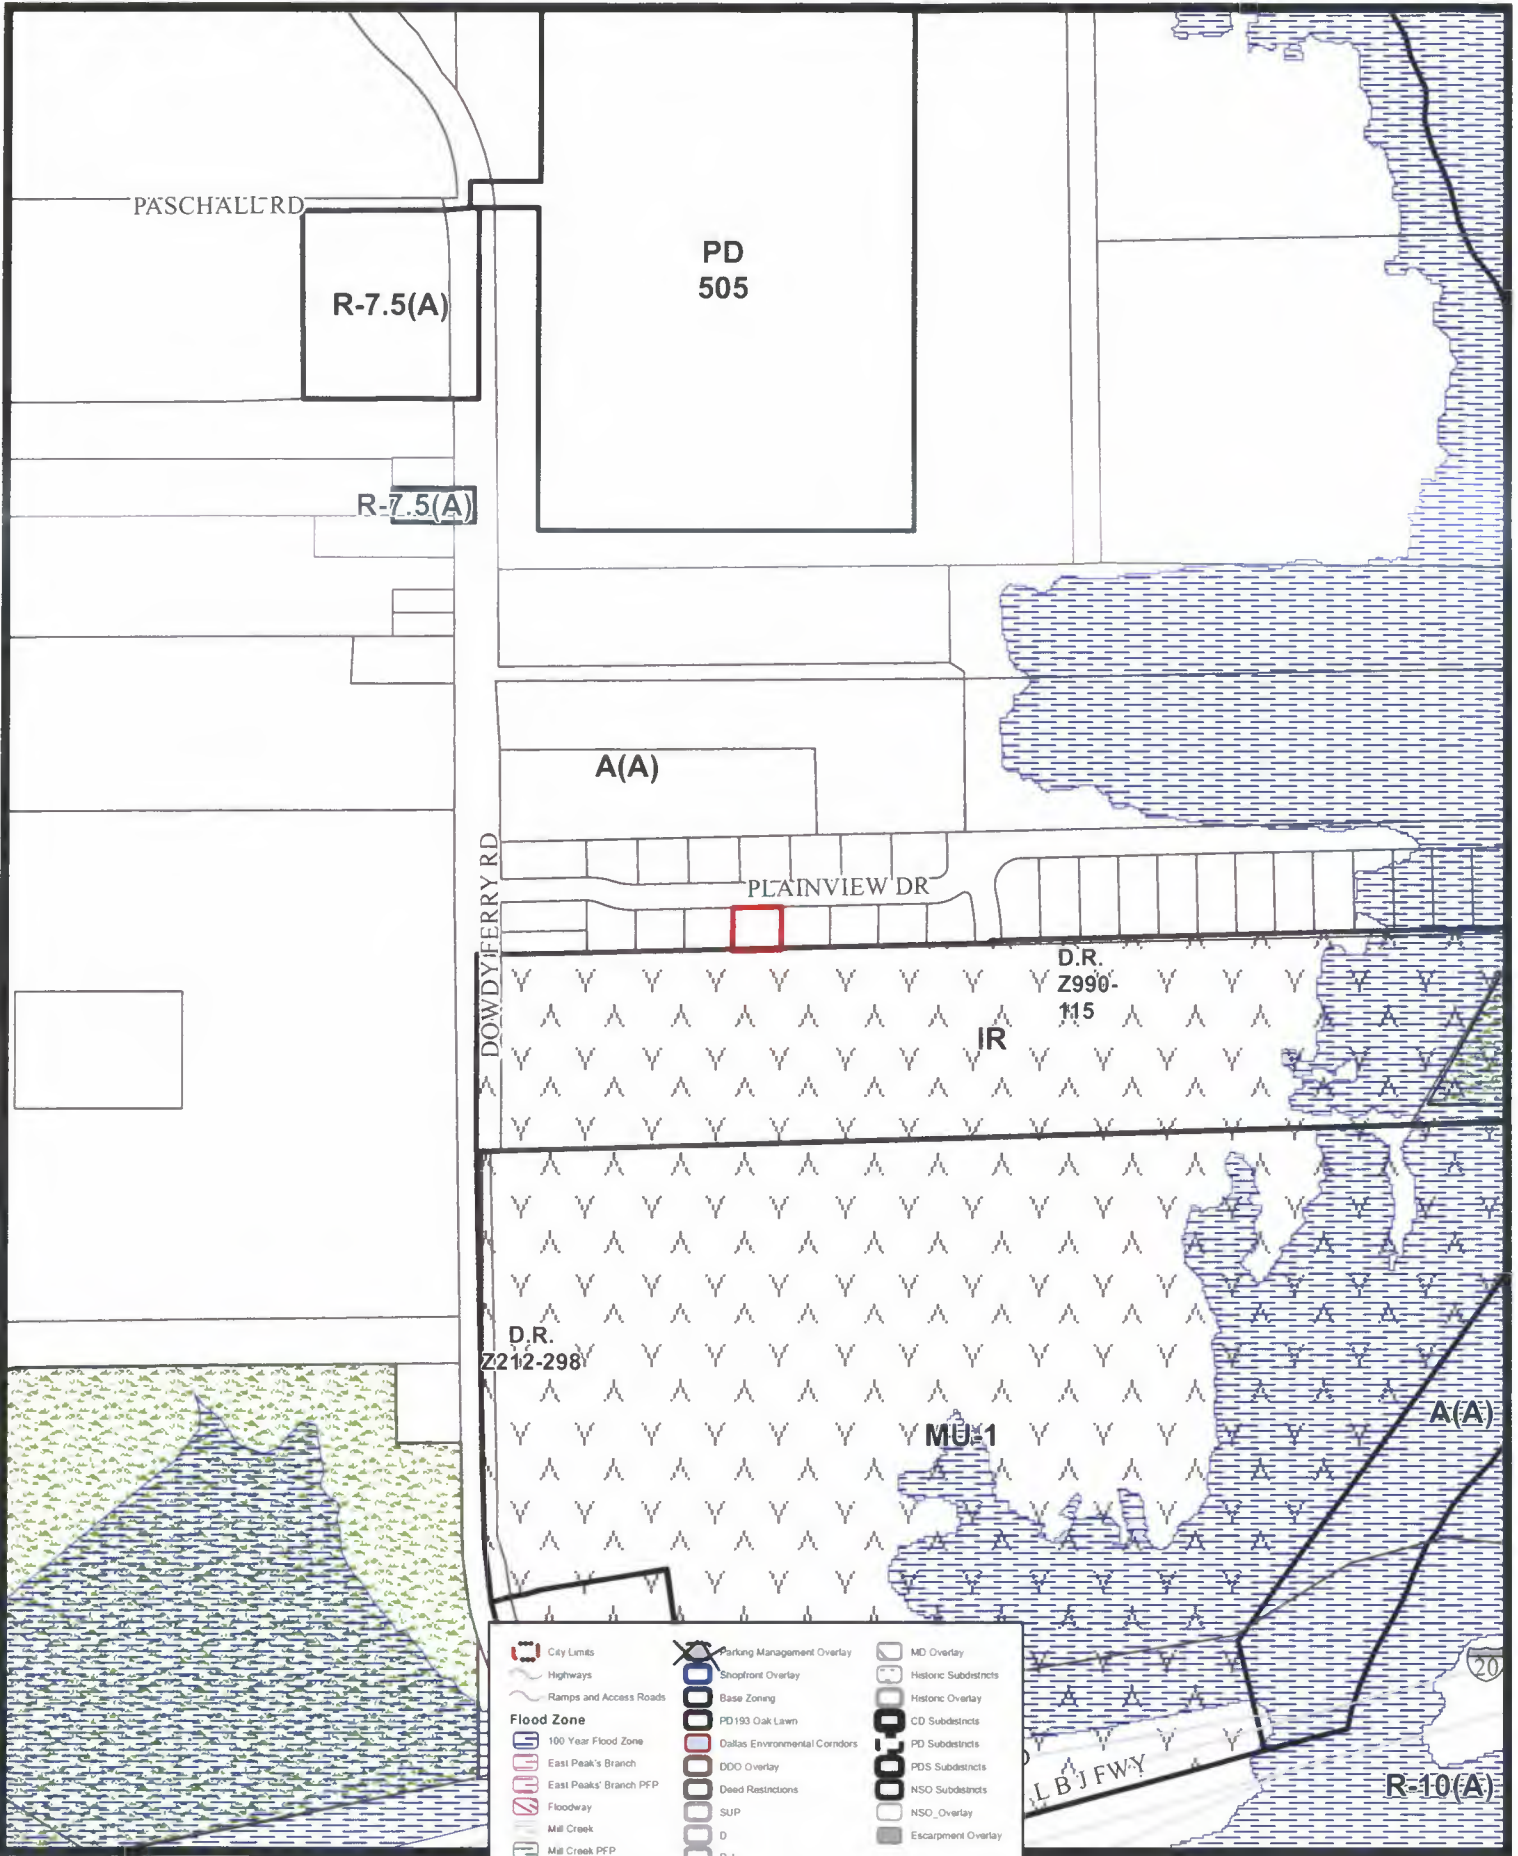 PASCHALL RD
PD
505
R-7.5(A)
R-7.5(A)
A(A)
DOWDY FERRY RD
PLAINVIEW DR
D.R.
Z990-
115
IR
D.R.
Z212-298
MU-1
A(A)
20
L B J FWY
R-10(A)
City Limits
Highways
Ramps and Access Roads
Flood Zone
100 Year Flood Zone
East Peak's Branch
East Peaks' Branch PFP
Floodway
Mill Creek
Mill Creek PFP
Parking Management Overlay
Shopfront Overlay
Base Zoning
PD193 Oak Lawn
Dallas Environmental Corridors
DDO Overlay
Deed Restrictions
SUP
D
MD Overlay
Historic Subdistricts
Historic Overlay
CD Subdistricts
PD Subdistricts
PDS Subdistricts
NSO Subdistricts
NSO_Overlay
Escarpment Overlay